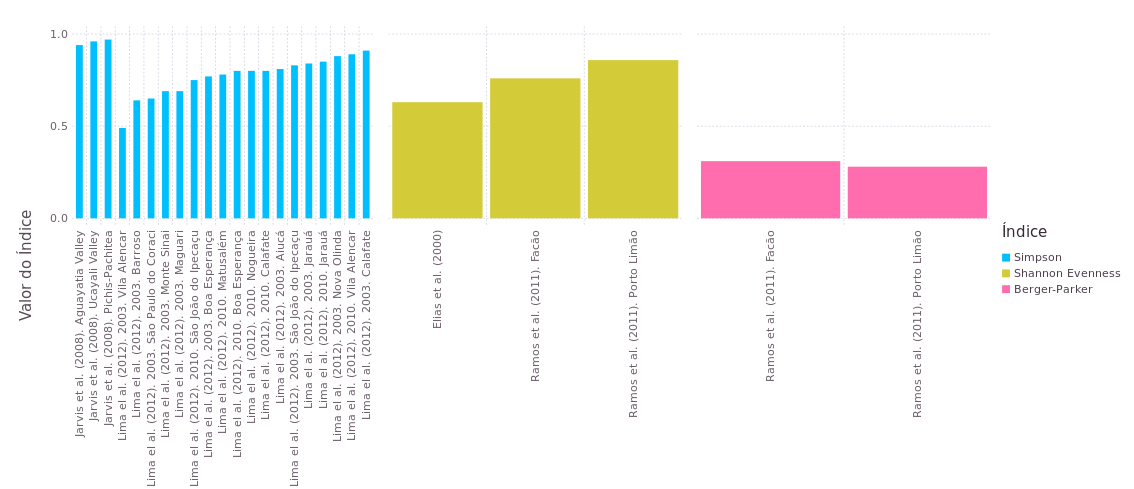 Valor do Índice
1.0
0.5
0.0
Jarvis et al. (2008). Aguayatia Valley
Jarvis et al. (2008). Ucayali Valley
Jarvis et al. (2008). Pichis-Pachitea
Lima el al. (2012). 2003. Vila Alencar
Lima el al. (2012). 2003. Barroso
Lima el al. (2012). 2003. São Paulo do Coraci
Lima el al. (2012). 2003. Monte Sinai
Lima el al. (2012). 2003. Maguari
Lima el al. (2012). 2010. São João do Ipecaçu
Lima el al. (2012). 2003. Boa Esperança
Lima el al. (2012). 2010. Matusalém
Lima el al. (2012). 2010. Boa Esperança
Lima el al. (2012). 2010. Nogueira
Lima el al. (2012). 2010. Calafate
Lima el al. (2012). 2003. Aiucá
Lima el al. (2012). 2003. São João do Ipecaçu
Lima el al. (2012). 2003. Jarauá
Lima el al. (2012). 2010. Jarauá
Lima el al. (2012). 2003. Nova Olinda
Lima el al. (2012). 2010. Vila Alencar
Lima el al. (2012). 2003. Calafate
Elias et al. (2000)
Ramos et al. (2011). Facão
Ramos et al. (2011). Porto Limão
Ramos et al. (2011). Facão
Ramos et al. (2011). Porto Limão
Índice
Simpson
Shannon Evenness
Berger-Parker